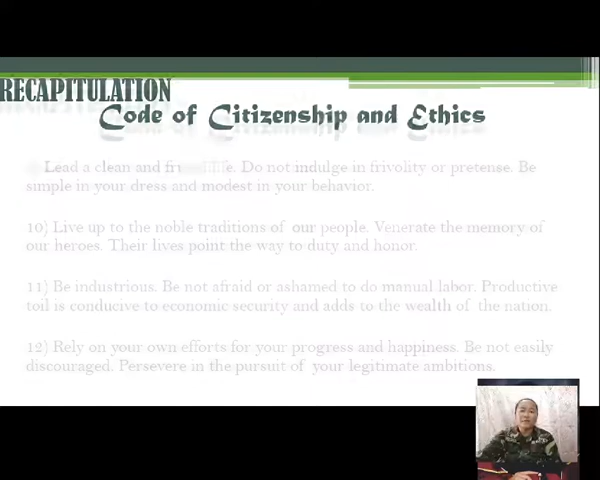 RECAPITULATION
Code of Citizenship and Ethics
Lead a clean and life. Do not indulge in frivolity or pretense. Be
simple in your dress and modest in your behavior.
10) Live up to the noble traditions of our people. Venerate the memory of
our heroes. Their lives point the way to duty and honor.
11) Be industrious. Be not afraid or ashamed to do manual labor. Productive
toil is conducive to economic security and adds to the wealth of the nation.
12) Rely on your own efforts for your progress and happiness. Be not easily
discouraged. Persevere in the pursuit of your legitimate ambitions.